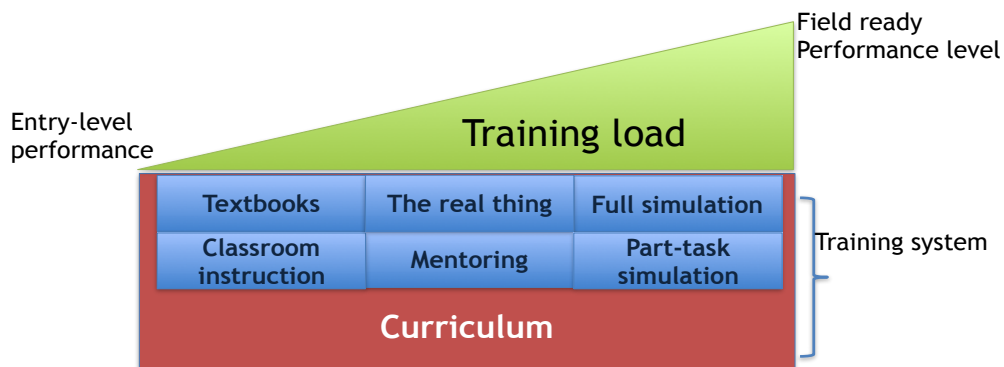 Field ready
Performance level
Entry-level
performance
Training load
Textbooks
The real thing
Full simulation
Classroom
instruction
Mentoring
Part-task
simulation
Training system
Curriculum